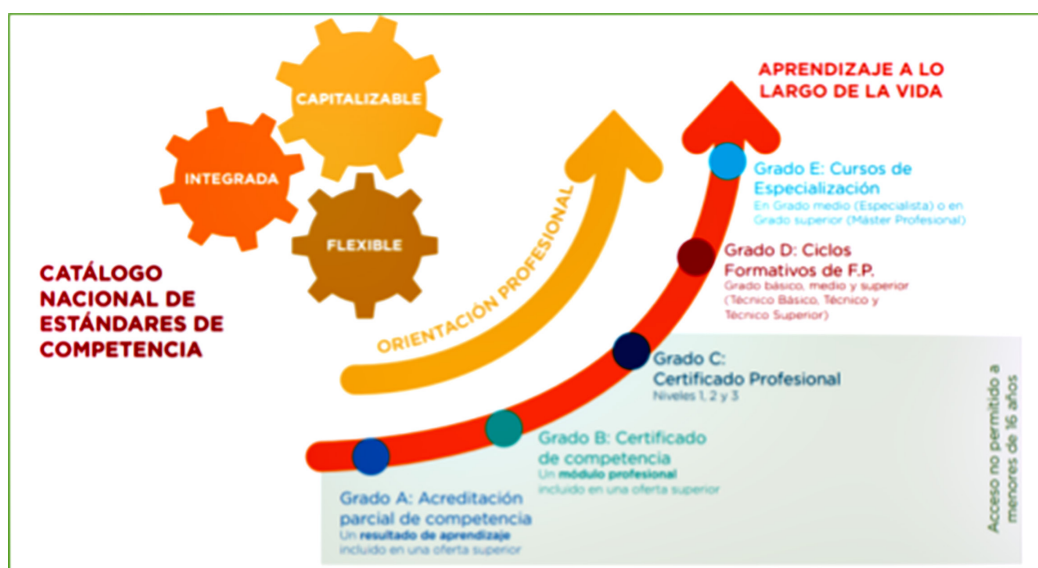 CAPITALIZABLE
INTEGRADA
FLEXIBLE
CATÁLOGO
NACIONAL DE
ESTÁNDARES DE
COMPETENCIA
ORIENTACIÓN PROFESIONAL
APRENDIZAJE A LO
LARGO DE LA VIDA
Grado E: Cursos de
Especialización
En Grado medio (Especialista) o en
Grado superior (Máster Profesional)
Grado D: Ciclos
Formativos de F.P.
Grado básico, medio y superior
(Técnico Básico, Técnico y
Técnico Superior)
Grado C:
Certificado Profesional
Niveles 1, 2 y 3
Grado B: Certificado
de competencia
Un módulo profesional
incluido en una oferta superior
Grado A: Acreditación
parcial de competencia
Un resultado de aprendizaje
incluido en una oferta superior
Acceso no permitido a
menores de 16 años